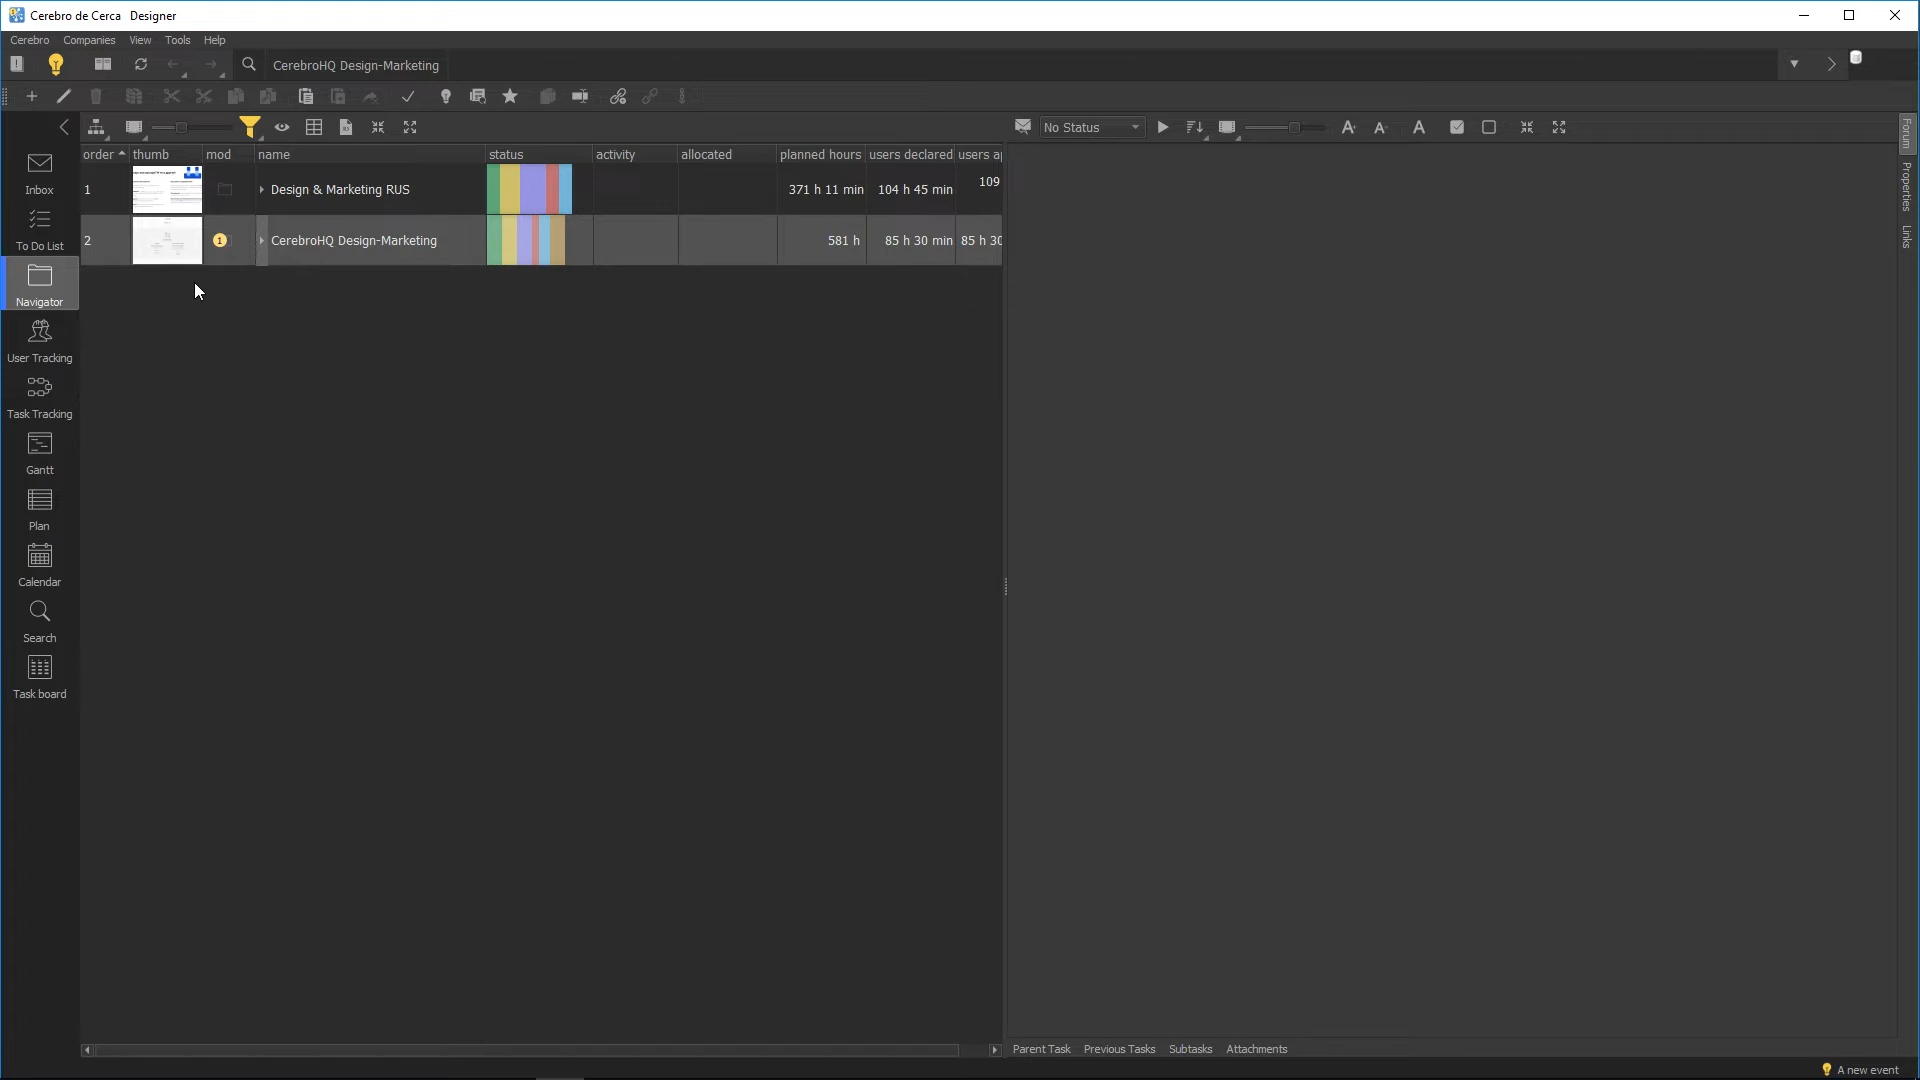 Cerebro de Cerca   Designer
Cerebro Companies View Tools Help
CerebroHQ Design-Marketing
No Status
order thumb mod name status activity allocated planned hours users declared users ap
1 Design & Marketing RUS 371 h 11 min 104 h 45 min 109
2 1 CerebroHQ Design-Marketing 581 h 85 h 30 min 85 h 30
Inbox
To Do List
Navigator
User Tracking
Task Tracking
Gantt
Plan
Calendar
Search
Task board
Forum
Properties
Links
Parent Task Previous Tasks Subtasks Attachments
A new event